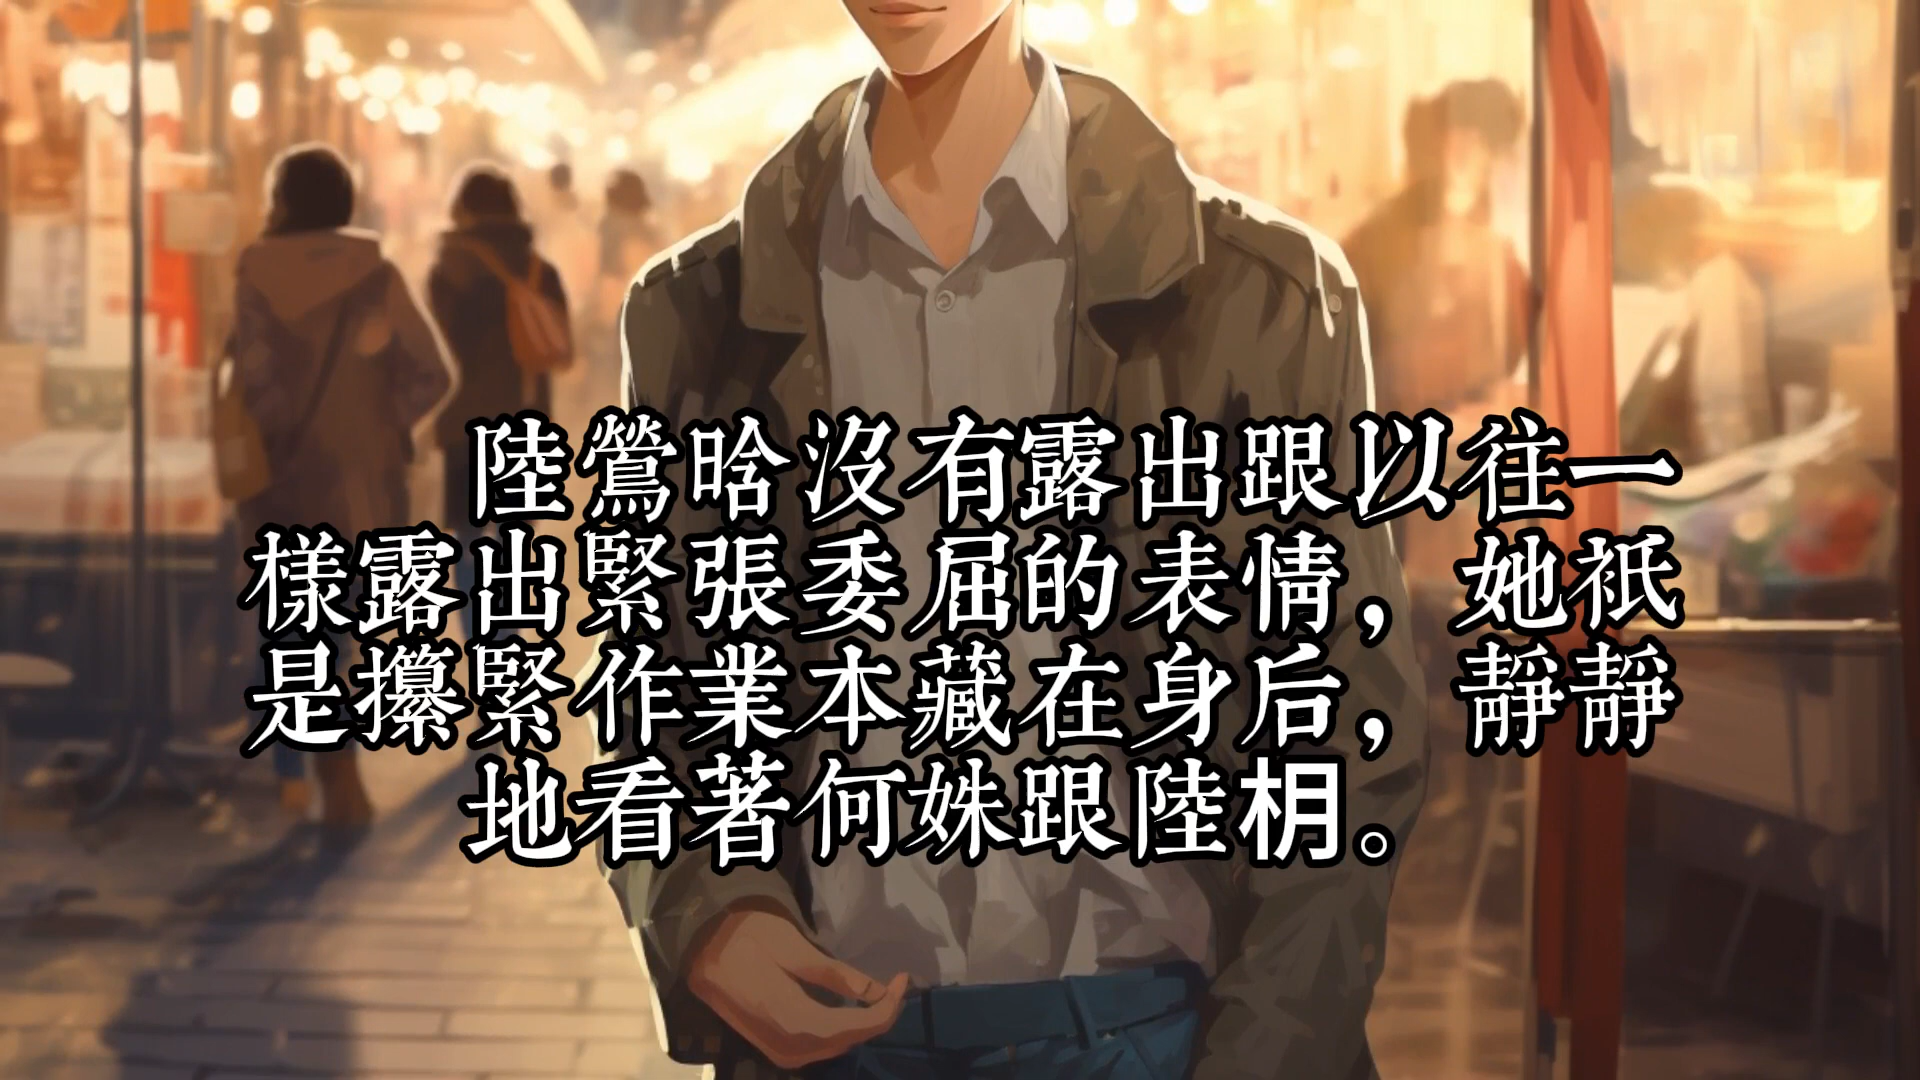 陸鶯晗沒有露出跟以往一
樣露出緊張委屈的表情，她衹
是攥緊作業本藏在身后，靜靜
地看著何姝跟陸枂。